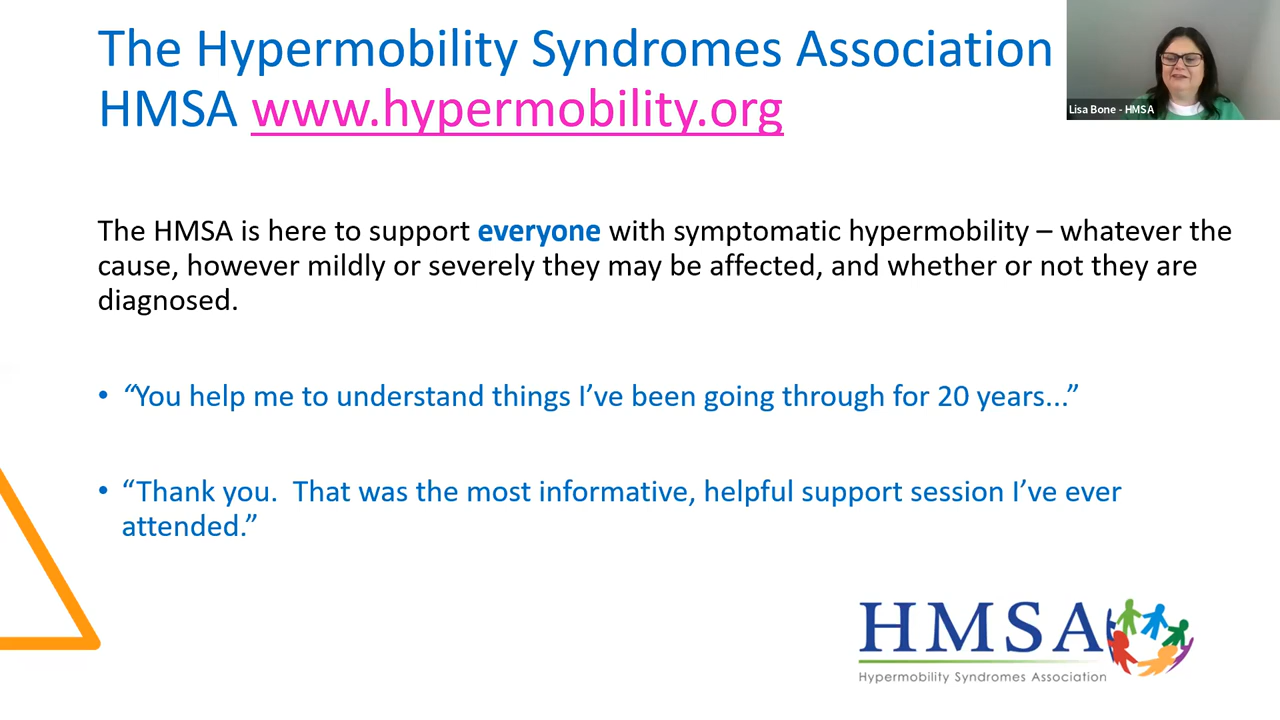 The Hypermobility Syndromes Association
HMSA www.hypermobility.org
Lisa Bone - HMSA
The HMSA is here to support everyone with symptomatic hypermobility – whatever the
cause, however mildly or severely they may be affected, and whether or not they are
diagnosed.
• “You help me to understand things I’ve been going through for 20 years...”
• “Thank you.  That was the most informative, helpful support session I’ve ever
attended.”
HMSA
Hypermobility Syndromes Association